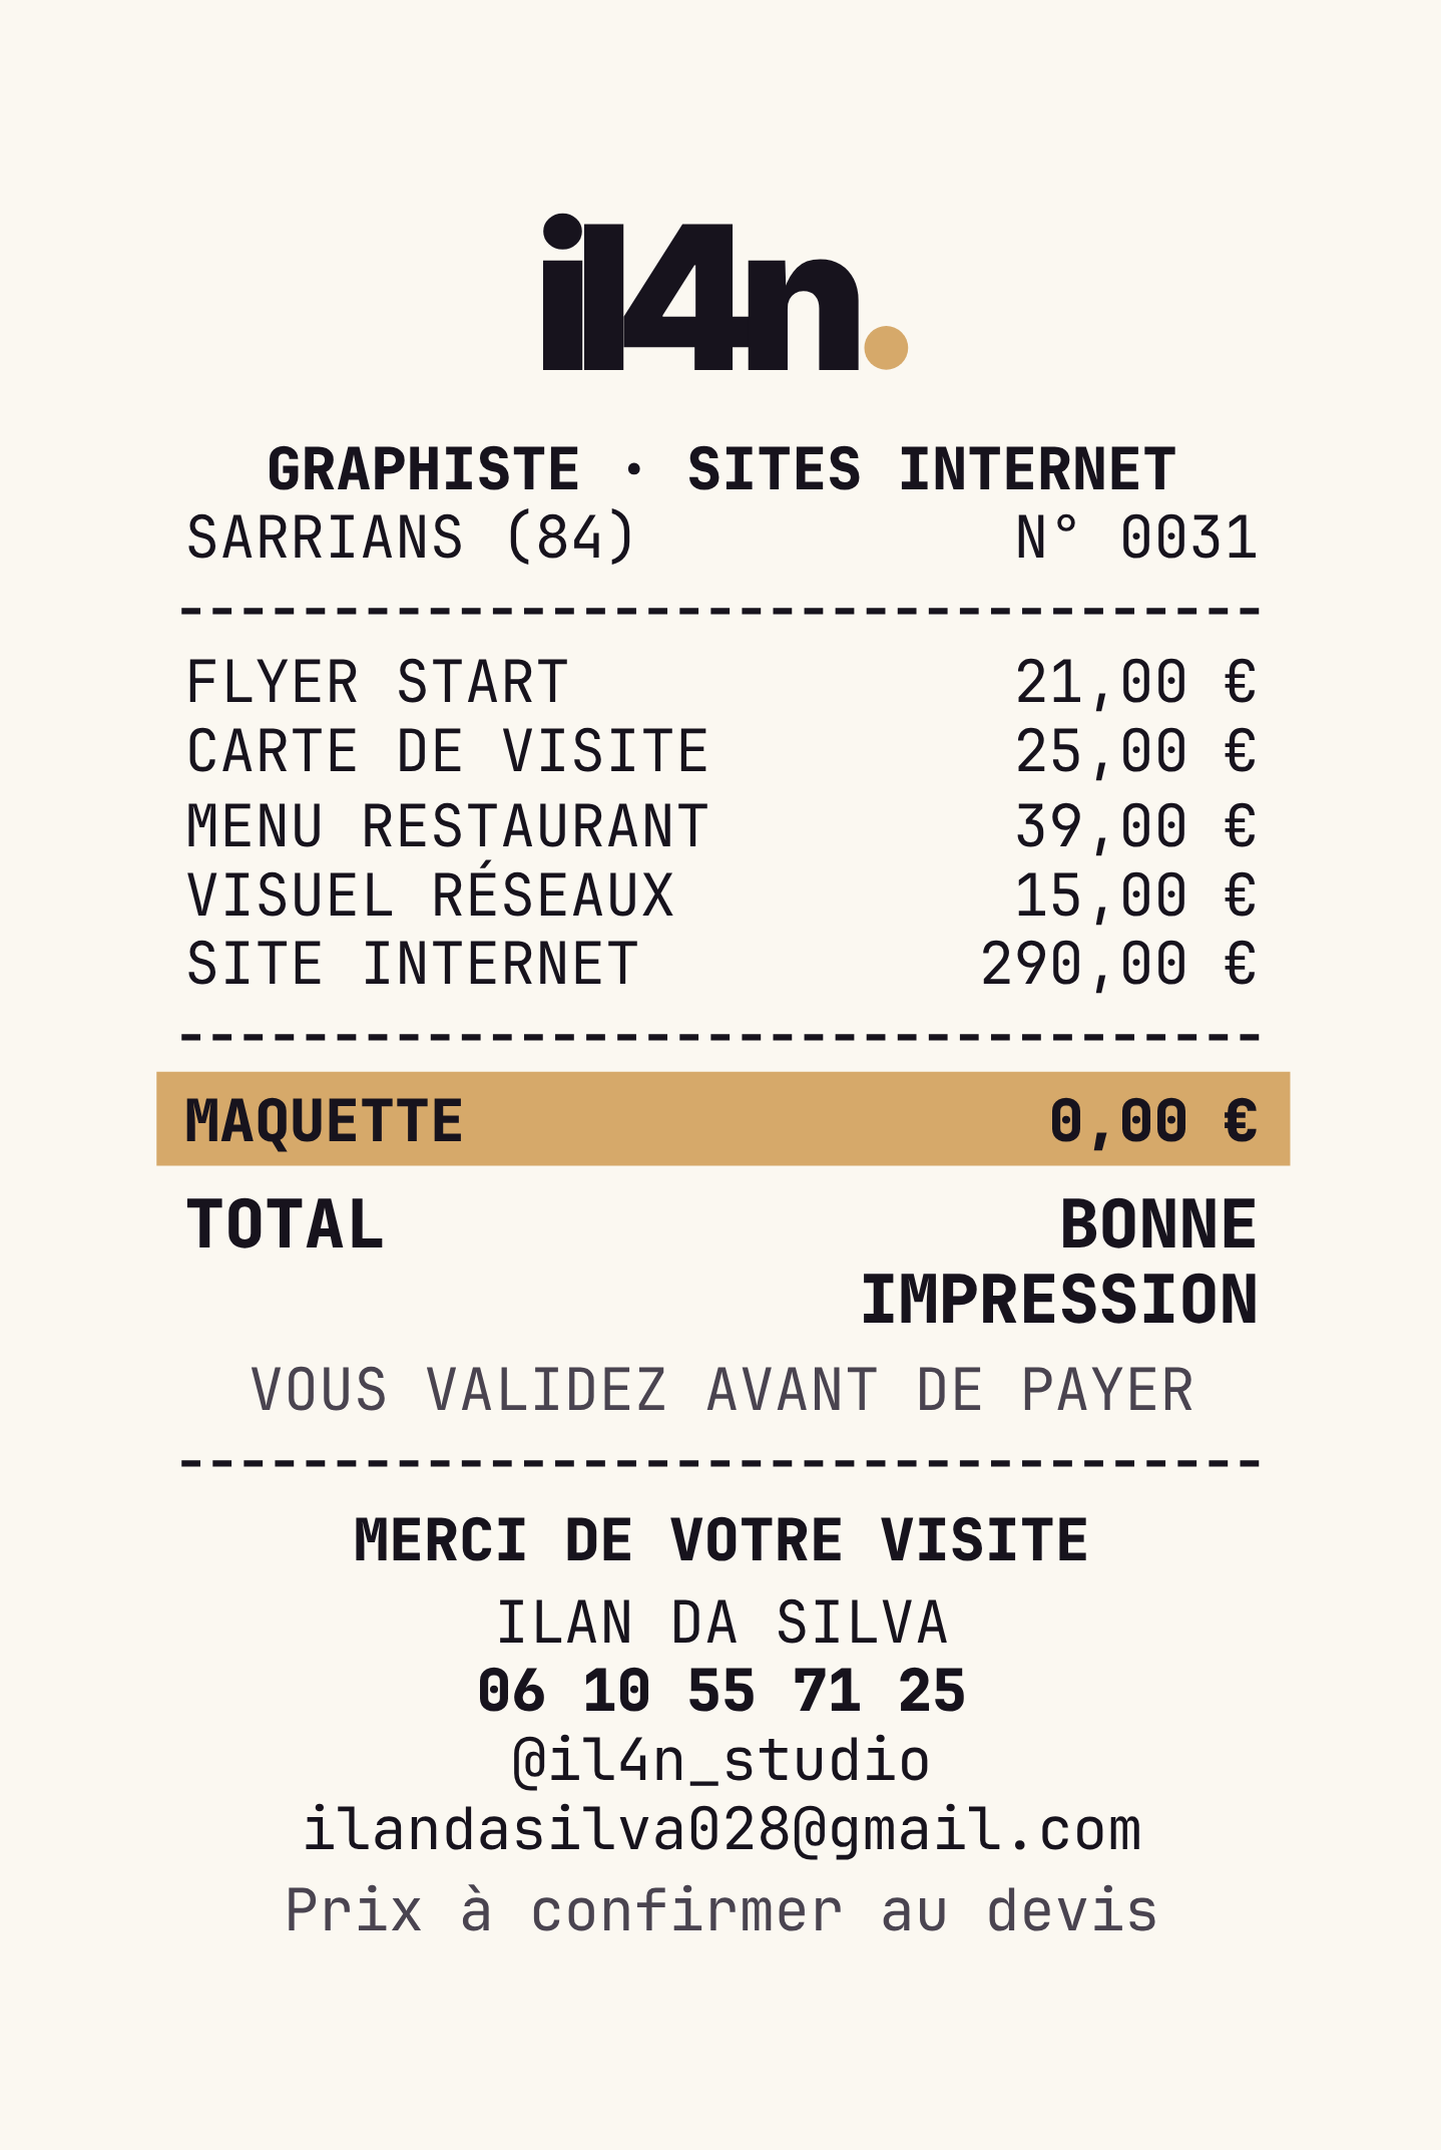 il4n.
GRAPHISTE · SITES INTERNET
SARRIANS (84) N° 0031
FLYER START 21,00 €
CARTE DE VISITE 25,00 €
MENU RESTAURANT 39,00 €
VISUEL RÉSEAUX 15,00 €
SITE INTERNET 290,00 €
MAQUETTE 0,00 €
TOTAL BONNE
IMPRESSION
VOUS VALIDEZ AVANT DE PAYER
MERCI DE VOTRE VISITE
ILAN DA SILVA
06 10 55 71 25
@il4n_studio
ilandasilva028@gmail.com
Prix à confirmer au devis